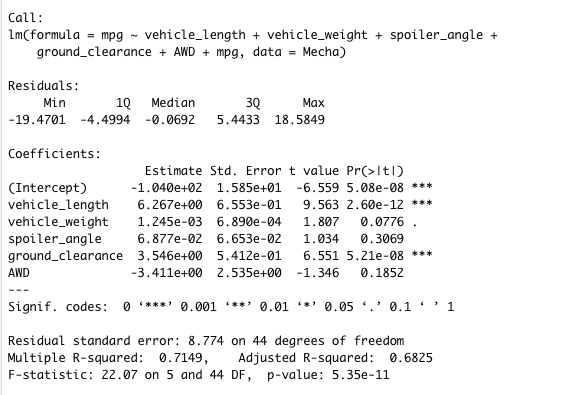 Call:
lm(formula = mpg ~ vehicle_length + vehicle_weight + spoiler_angle +
    ground_clearance + AWD + mpg, data = Mecha)
Residuals:
     Min       1Q   Median       3Q      Max
-19.4701  -4.4994  -0.0692   5.4433  18.5849
Coefficients:
                   Estimate Std. Error t value Pr(>|t|)
(Intercept)      -1.040e+02  1.585e+01  -6.559 5.08e-08 ***
vehicle_length    6.267e+00  6.553e-01   9.563 2.60e-12 ***
vehicle_weight    1.245e-03  6.890e-04   1.807   0.0776 .
spoiler_angle     6.877e-02  6.653e-02   1.034   0.3069
ground_clearance  3.546e+00  5.412e-01   6.551 5.21e-08 ***
AWD              -3.411e+00  2.535e+00  -1.346   0.1852
---
Signif. codes:  0 ‘***’ 0.001 ‘**’ 0.01 ‘*’ 0.05 ‘.’ 0.1 ‘ ’ 1
Residual standard error: 8.774 on 44 degrees of freedom
Multiple R-squared:  0.7149,    Adjusted R-squared:  0.6825
F-statistic: 22.07 on 5 and 44 DF,  p-value: 5.35e-11